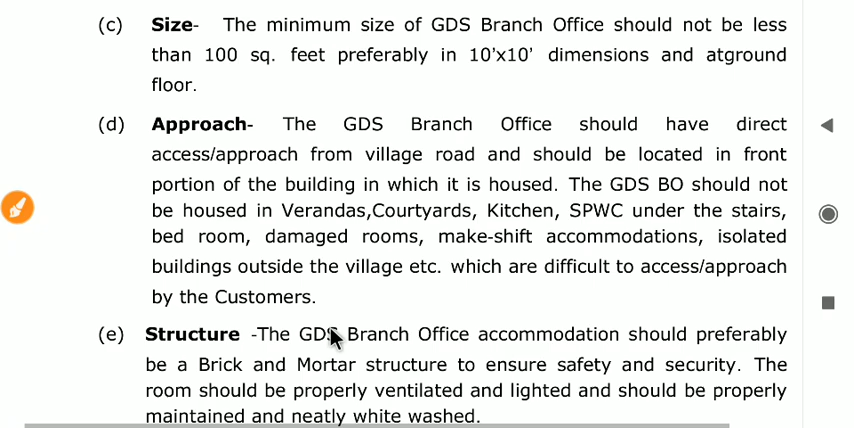 (c) Size- The minimum size of GDS Branch Office should not be less
than 100 sq. feet preferably in 10’x10’ dimensions and atground
floor.
(d) Approach- The GDS Branch Office should have direct
access/approach from village road and should be located in front
portion of the building in which it is housed. The GDS BO should not
be housed in Verandas,Courtyards, Kitchen, SPWC under the stairs,
bed room, damaged rooms, make-shift accommodations, isolated
buildings outside the village etc. which are difficult to access/approach
by the Customers.
(e) Structure -The GDS Branch Office accommodation should preferably
be a Brick and Mortar structure to ensure safety and security. The
room should be properly ventilated and lighted and should be properly
maintained and neatly white washed.